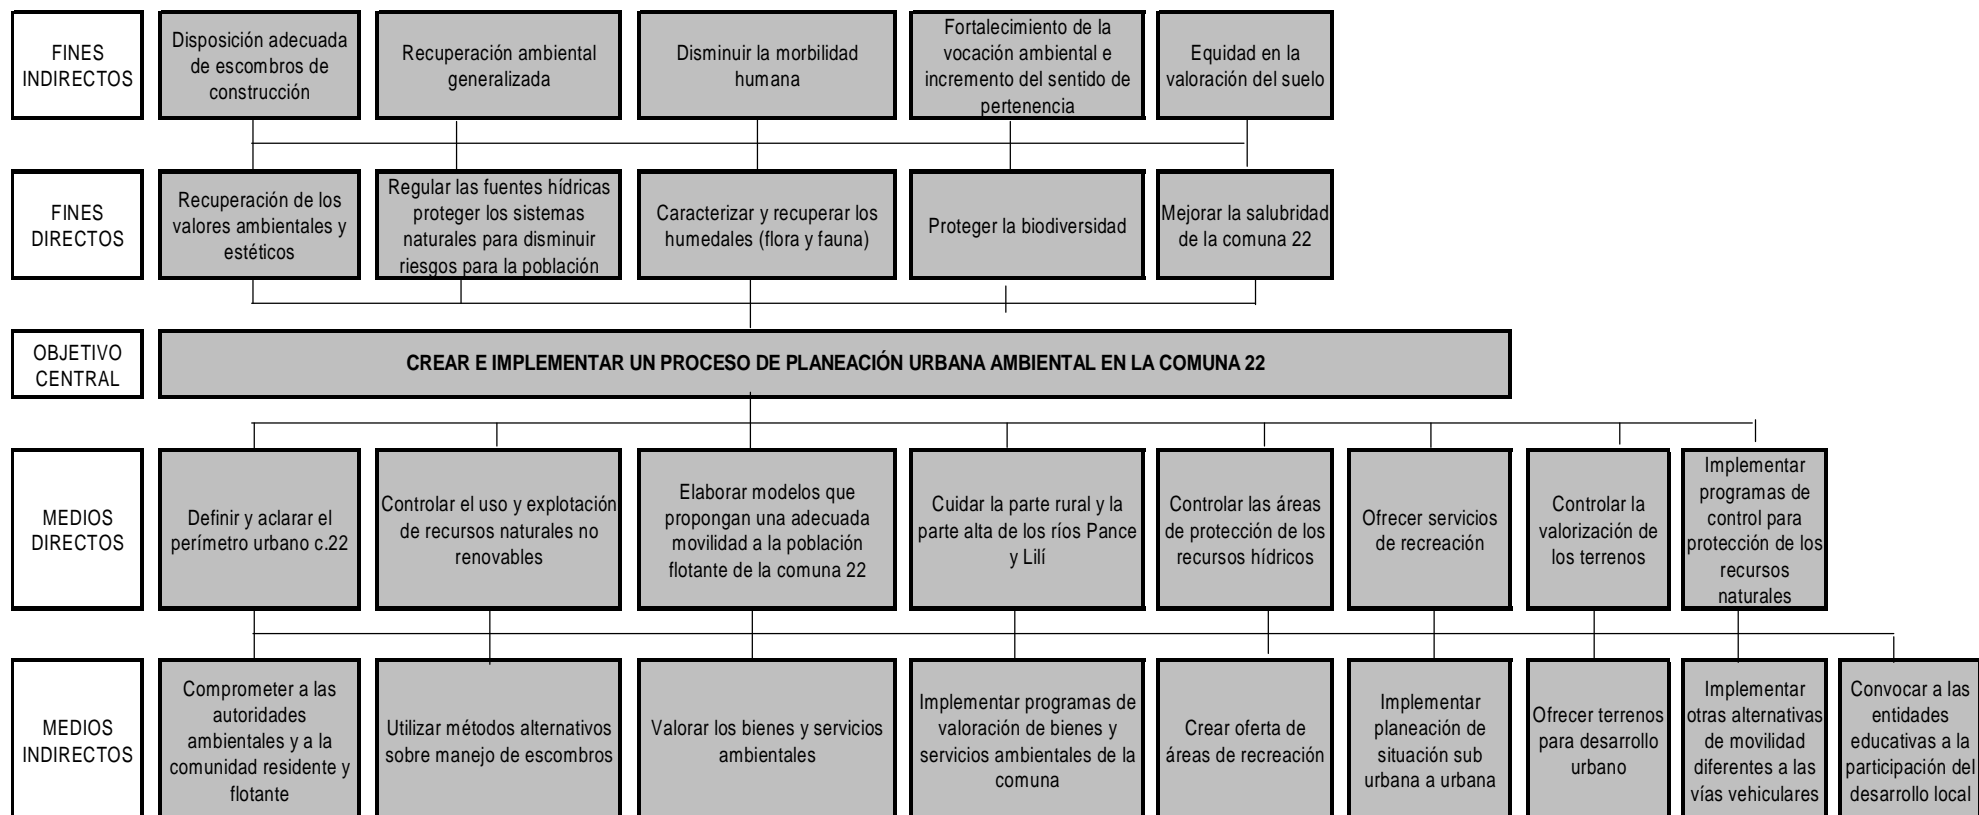 FINES
INDIRECTOS
Disposición adecuada
de escombros de
construcción
Recuperación ambiental
generalizada
Disminuir la morbilidad
humana
Fortalecimiento de la
vocación ambiental e
incremento del sentido de
pertenencia
Equidad en la
valoración del suelo
FINES
DIRECTOS
Recuperación de los
valores ambientales y
estéticos
Regular las fuentes hídricas
proteger los sistemas
naturales para disminuir
riesgos para la población
Caracterizar y recuperar los
humedales (flora y fauna)
Proteger la biodiversidad
Mejorar la salubridad
de la comuna 22
OBJETIVO
CENTRAL
CREAR E IMPLEMENTAR UN PROCESO DE PLANEACIÓN URBANA AMBIENTAL EN LA COMUNA 22
MEDIOS
DIRECTOS
Definir y aclarar el
perímetro urbano c.22
Controlar el uso y explotación
de recursos naturales no
renovables
Elaborar modelos que
propongan una adecuada
movilidad a la población
flotante de la comuna 22
Cuidar la parte rural y la
parte alta de los ríos Pance
y Lilí
Controlar las áreas
de protección de los
recursos hídricos
Ofrecer servicios
de recreación
Controlar la
valorización de
los terrenos
Implementar
programas de
control para
protección de los
recursos
naturales
MEDIOS
INDIRECTOS
Comprometer a las
autoridades
ambientales y a la
comunidad residente y
flotante
Utilizar métodos alternativos
sobre manejo de escombros
Valorar los bienes y servicios
ambientales
Implementar programas de
valoración de bienes y
servicios ambientales de la
comuna
Crear oferta de
áreas de recreación
Implementar
planeación de
situación sub
urbana a urbana
Ofrecer terrenos
para desarrollo
urbano
Implementar
otras alternativas
de movilidad
diferentes a las
vías vehiculares
Convocar a las
entidades
educativas a la
participación del
desarrollo local